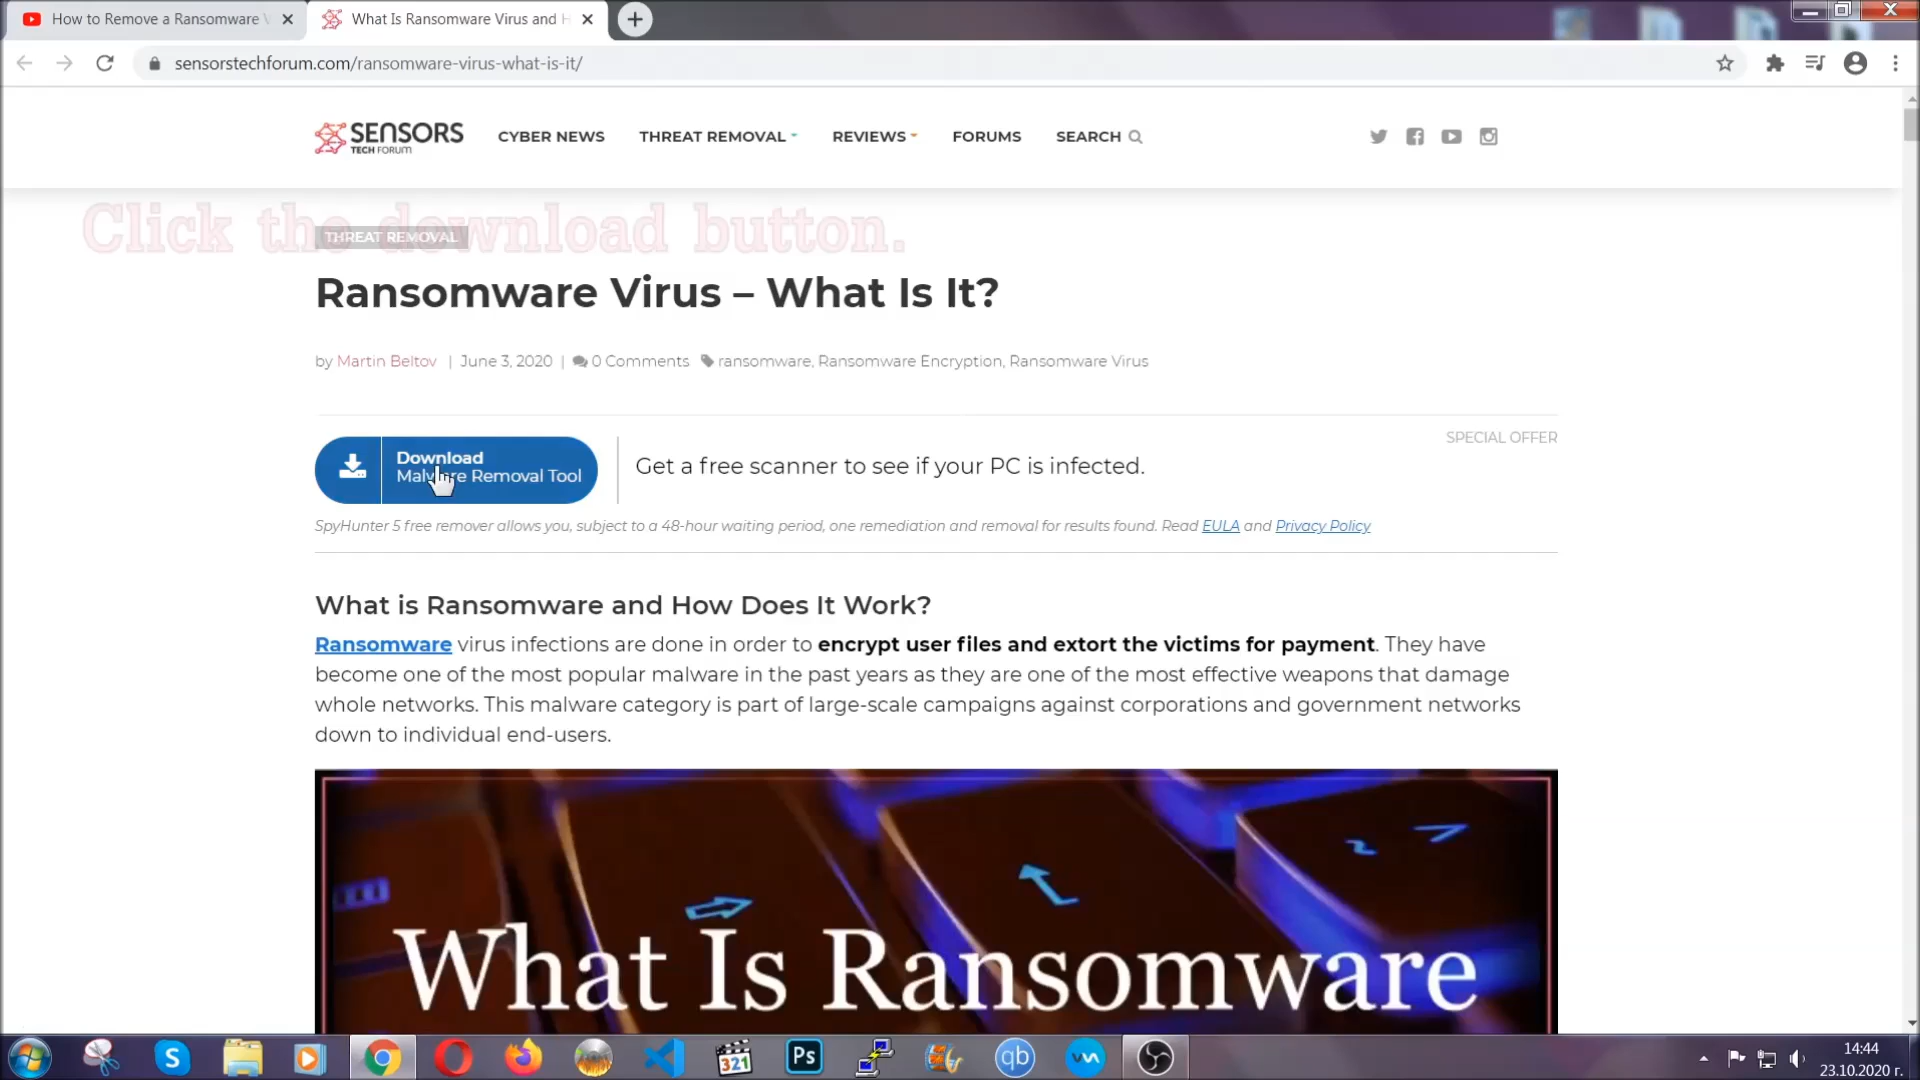 How to Remove a Ransomware V
What Is Ransomware Virus and H
sensorstechforum.com/ransomware-virus-what-is-it/
SENSORS
TECH FORUM
CYBER NEWS
THREAT REMOVAL
REVIEWS
FORUMS
SEARCH
Click the download button.
THREAT REMOVAL
Ransomware Virus – What Is It?
by Martin Beltov | June 3, 2020 | 0 Comments ransomware, Ransomware Encryption, Ransomware Virus
SPECIAL OFFER
Download
Malware Removal Tool
Get a free scanner to see if your PC is infected.
SpyHunter 5 free remover allows you, subject to a 48-hour waiting period, one remediation and removal for results found. Read EULA and Privacy Policy
What is Ransomware and How Does It Work?
Ransomware virus infections are done in order to encrypt user files and extort the victims for payment. They have
become one of the most popular malware in the past years as they are one of the most effective weapons that damage
whole networks. This malware category is part of large-scale campaigns against corporations and government networks
down to individual end-users.
What Is Ransomware
S
321
Ps
qb
14:44
23.10.2020 г.